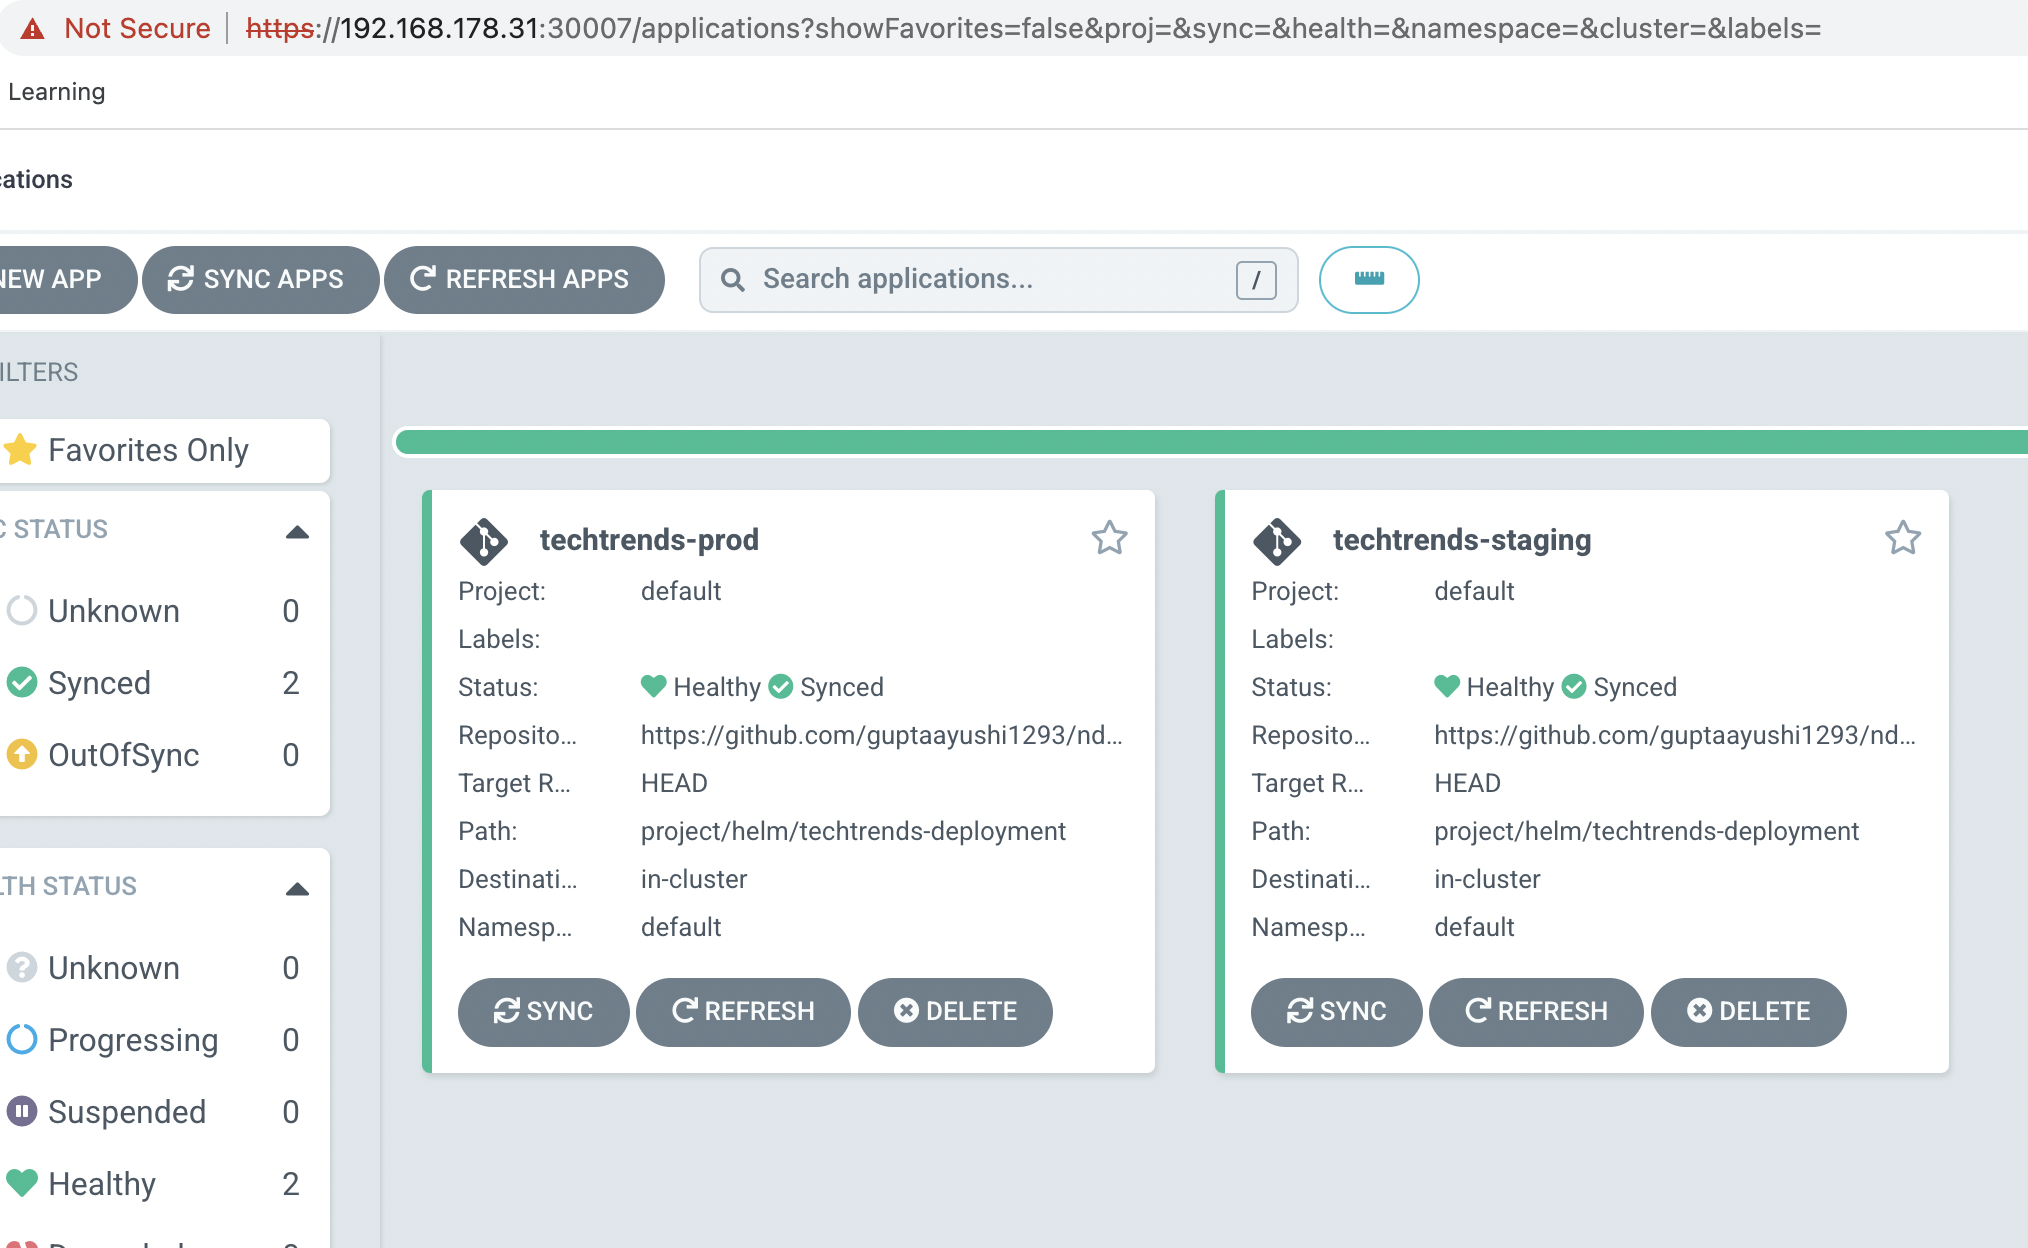 Not Secure https://192.168.178.31:30007/applications?showFavorites=false&proj=&sync=&health=&namespace=&cluster=&labels=
Learning
cations
NEW APP SYNC APPS REFRESH APPS Search applications... /
ILTERS
Favorites Only
C STATUS
Unknown 0
Synced 2
OutOfSync 0
LTH STATUS
Unknown 0
Progressing 0
Suspended 0
Healthy 2
techtrends-prod
Project: default
Labels:
Status: Healthy Synced
Reposito... https://github.com/guptaayushi1293/nd...
Target R... HEAD
Path: project/helm/techtrends-deployment
Destinati... in-cluster
Namesp... default
SYNC REFRESH DELETE
techtrends-staging
Project: default
Labels:
Status: Healthy Synced
Reposito... https://github.com/guptaayushi1293/nd...
Target R... HEAD
Path: project/helm/techtrends-deployment
Destinati... in-cluster
Namesp... default
SYNC REFRESH DELETE